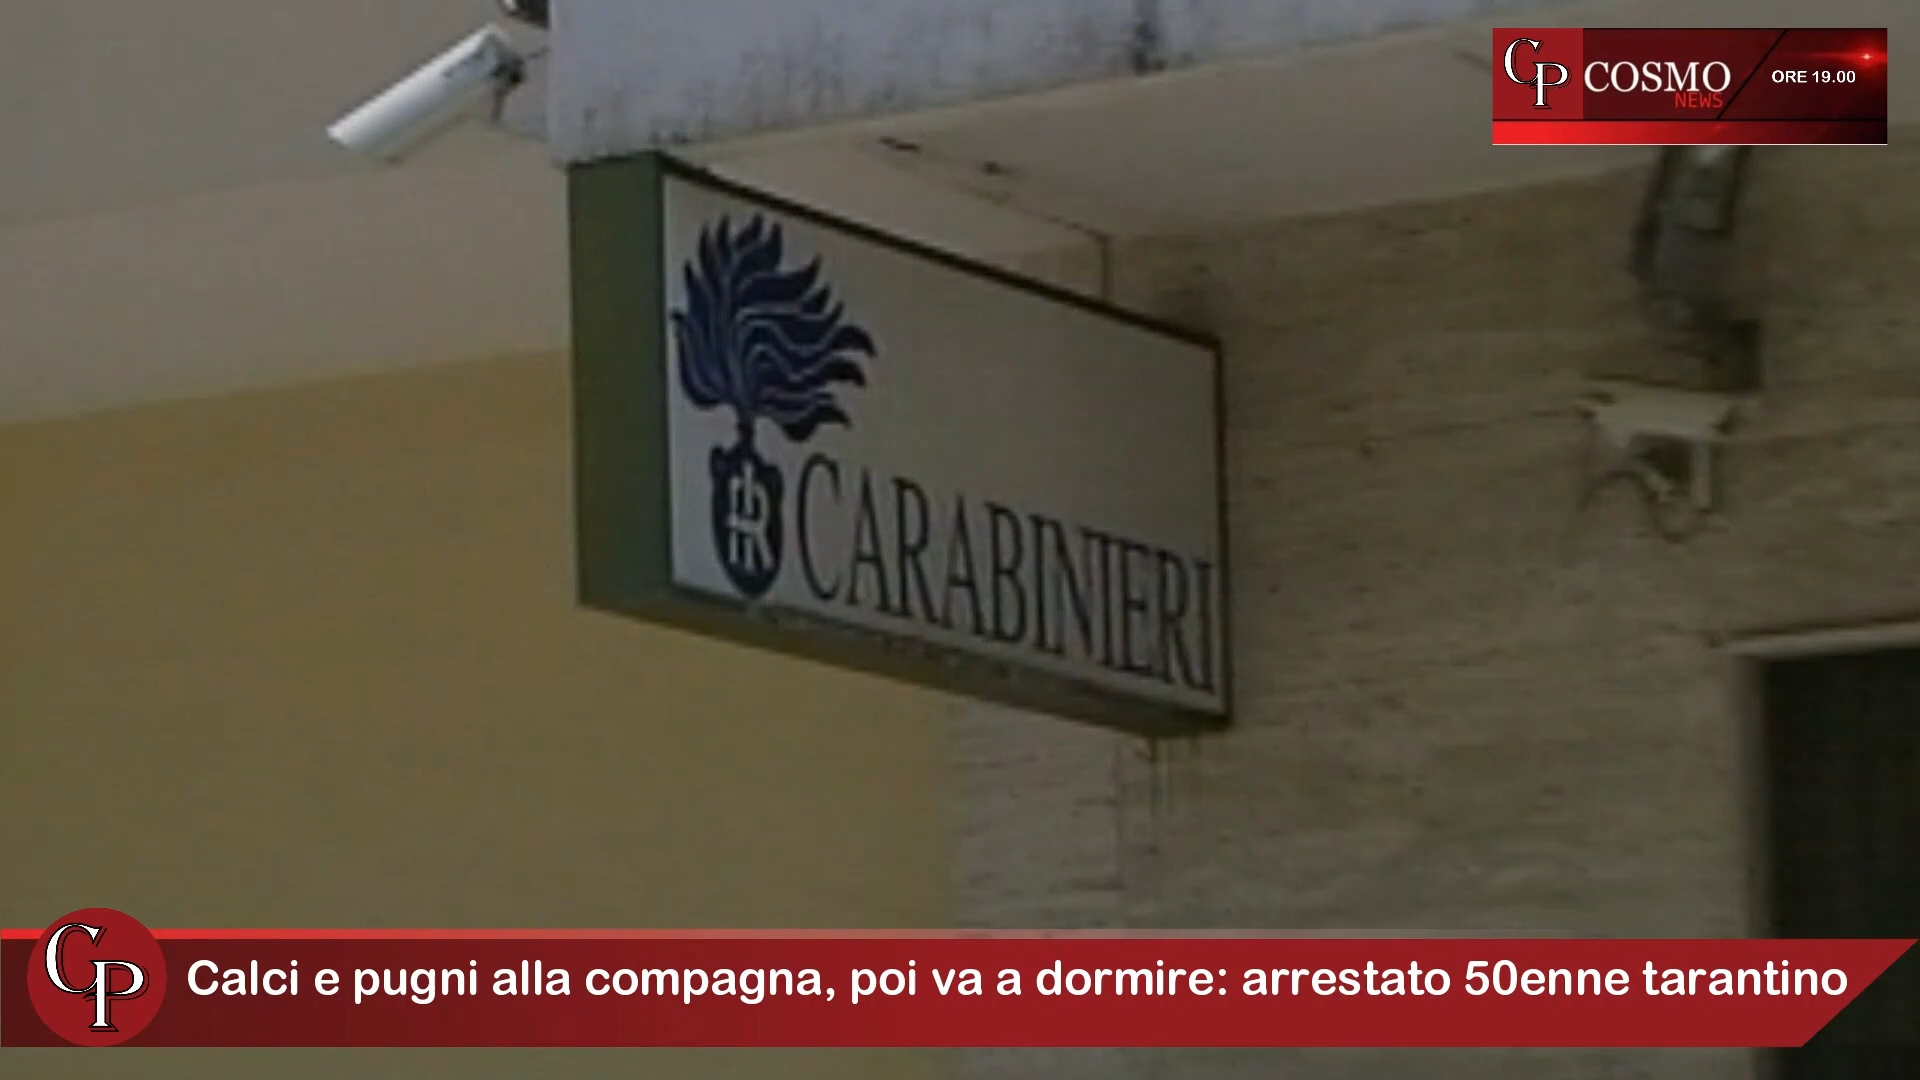 CP COSMO
NEWS
ORE 19.00
CARABINIERI
CP
Calci e pugni alla compagna, poi va a dormire: arrestato 50enne tarantino